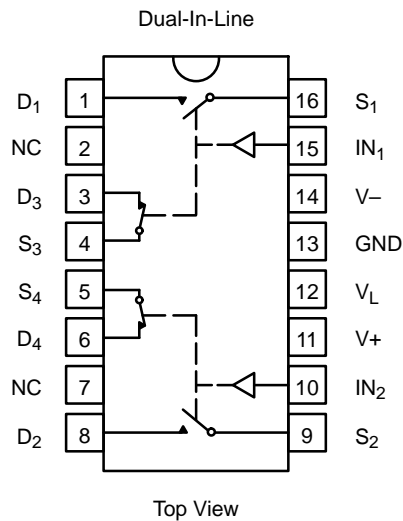 Dual-In-Line
D1 1 16 S1
NC 2 15 IN1
D3 3 14 V–
S3 4 13 GND
S4 5 12 VL
D4 6 11 V+
NC 7 10 IN2
D2 8 9 S2
Top View